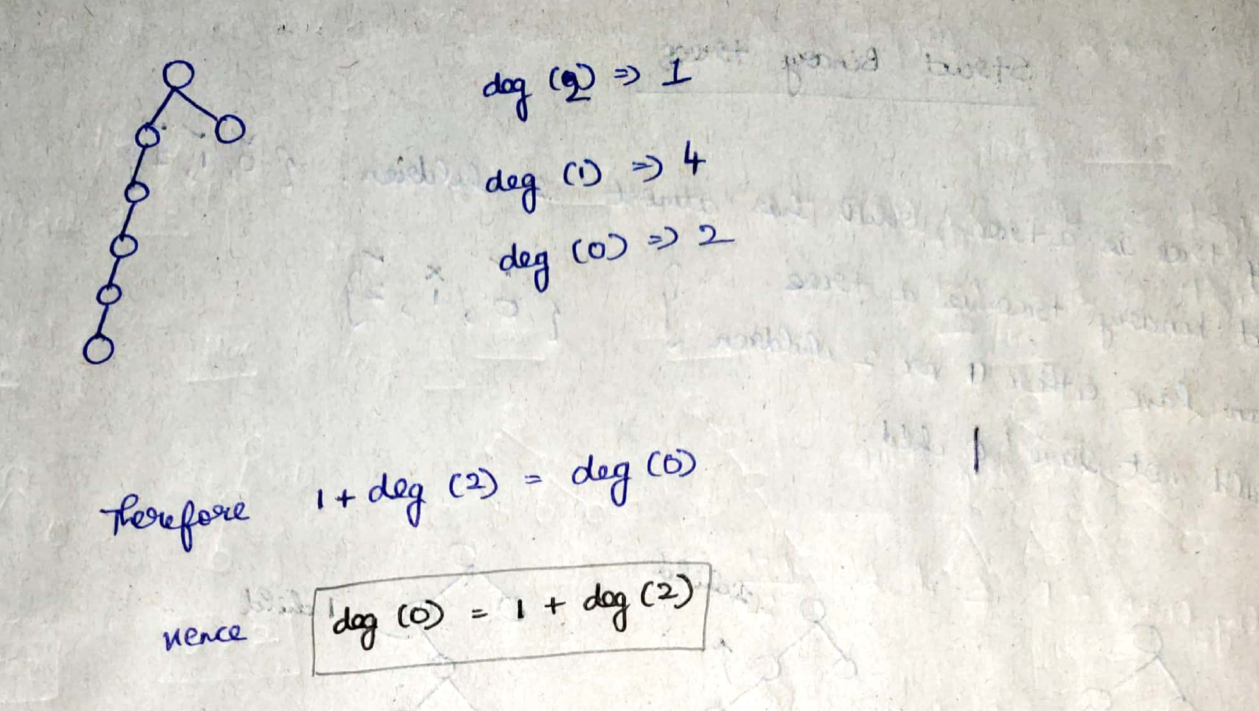 deg (2) => 1
deg (1) => 4
deg (0) => 2
Therefore 1 + deg (2) = deg (0)
Hence deg (0) = 1 + deg (2)